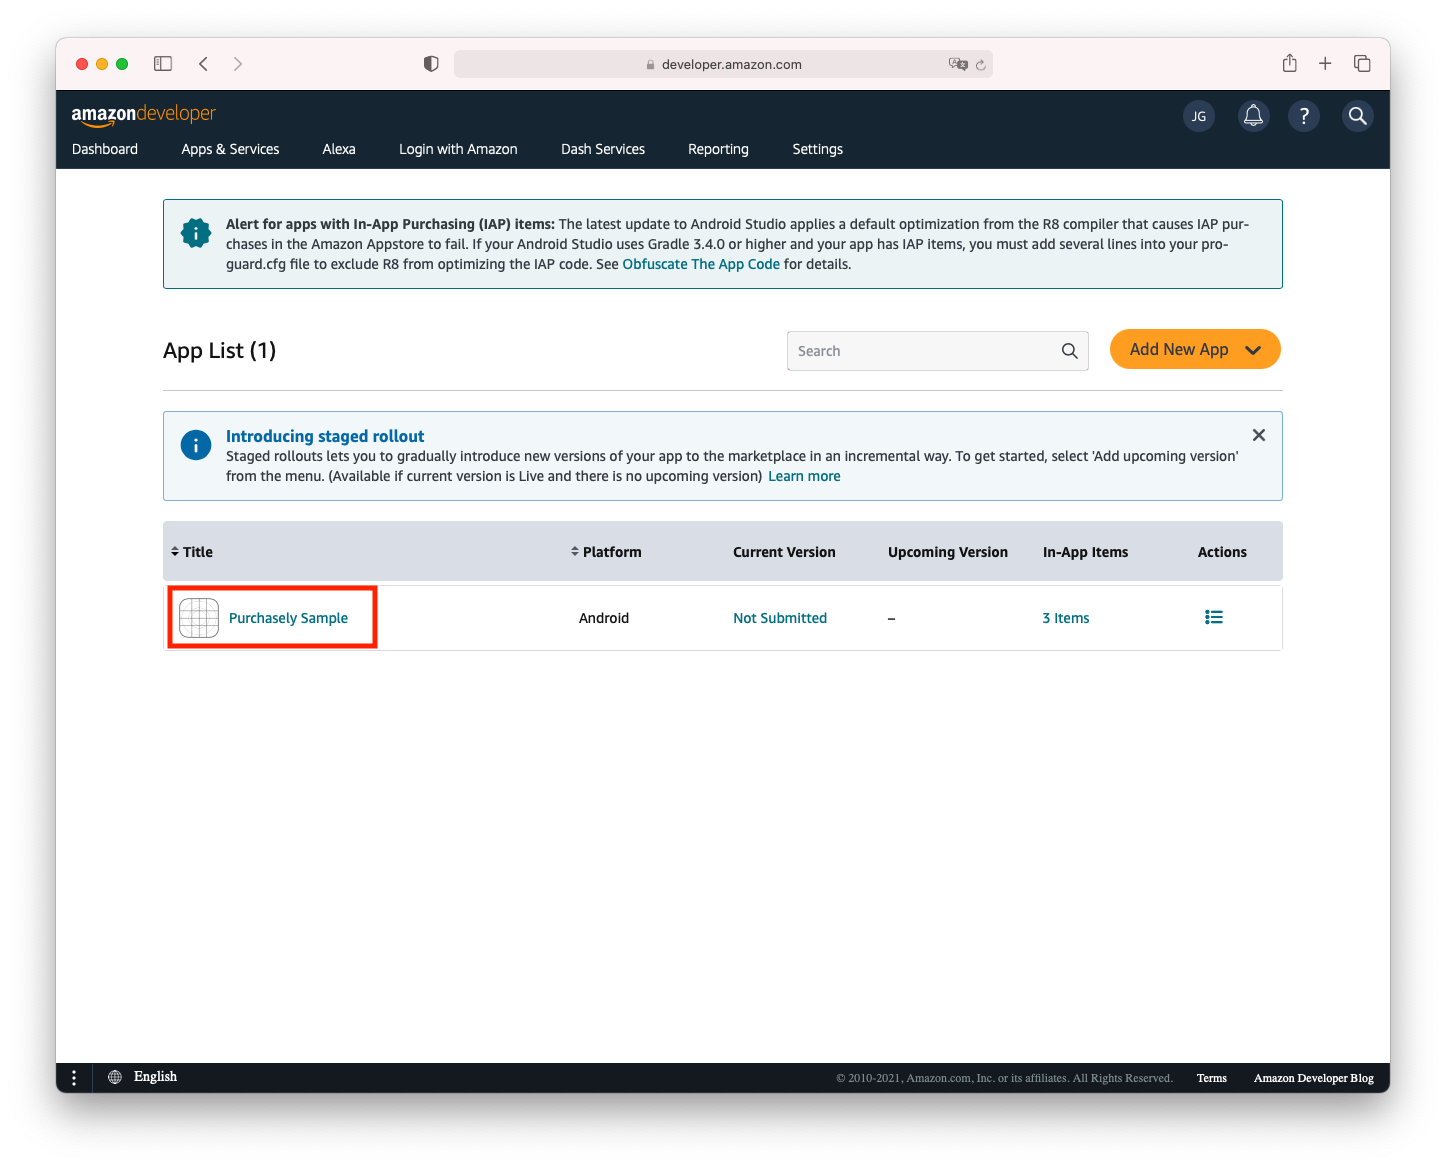 developer.amazon.com
amazondeveloper
JG
?
Dashboard Apps & Services Alexa Login with Amazon Dash Services Reporting Settings
Alert for apps with In-App Purchasing (IAP) items: The latest update to Android Studio applies a default optimization from the R8 compiler that causes IAP pur-
chases in the Amazon Appstore to fail. If your Android Studio uses Gradle 3.4.0 or higher and your app has IAP items, you must add several lines into your pro-
guard.cfg file to exclude R8 from optimizing the IAP code. See Obfuscate The App Code for details.
App List (1)
Search
Add New App
Introducing staged rollout
Staged rollouts lets you to gradually introduce new versions of your app to the marketplace in an incremental way. To get started, select 'Add upcoming version'
from the menu. (Available if current version is Live and there is no upcoming version) Learn more
Title Platform Current Version Upcoming Version In-App Items Actions
Purchasely Sample Android Not Submitted – 3 Items
English © 2010-2021, Amazon.com, Inc. or its affiliates. All Rights Reserved. Terms Amazon Developer Blog